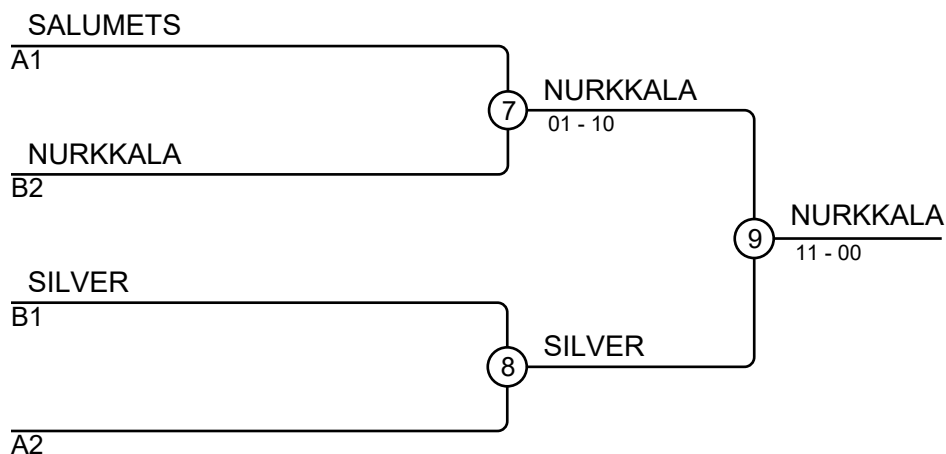 SALUMETS
A1
7
NURKKALA
01 - 10
NURKKALA
B2
9
NURKKALA
11 - 00
SILVER
B1
8
SILVER
A2